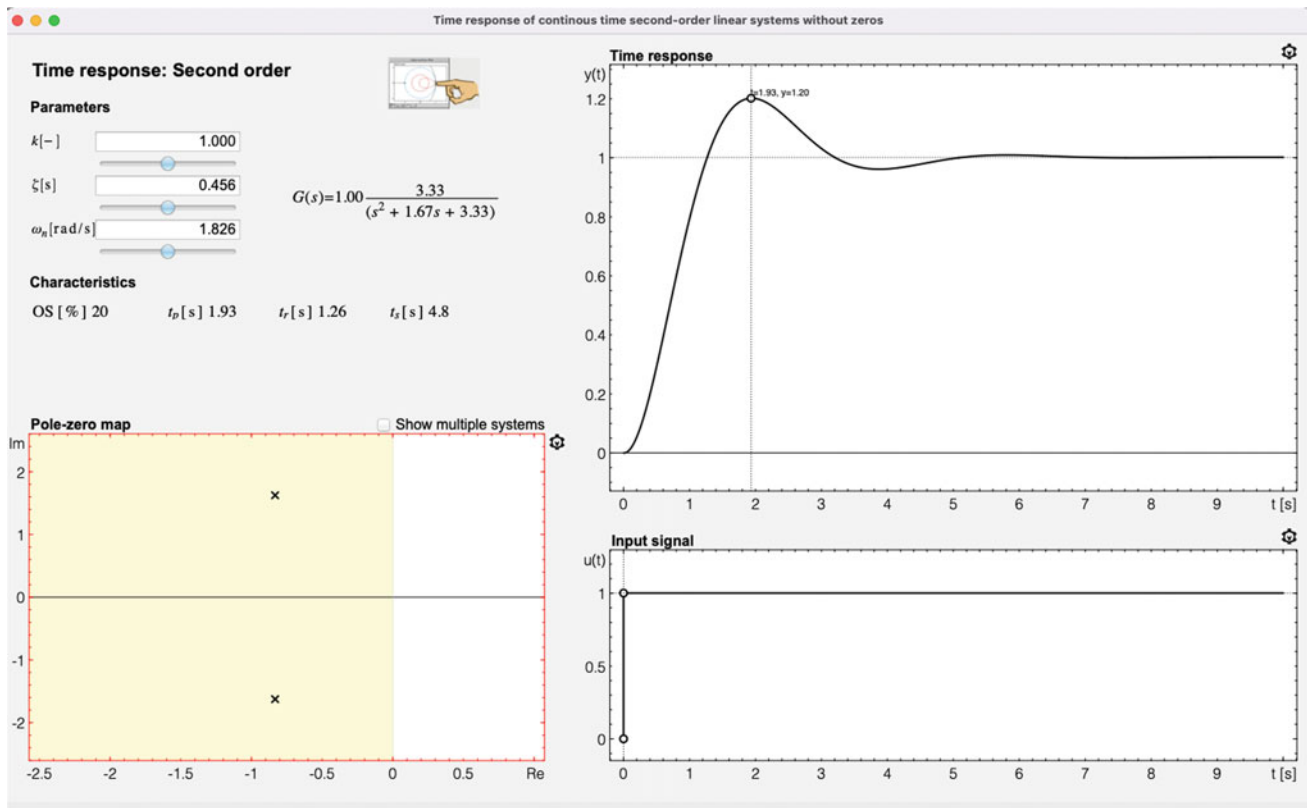 Time response of continous time second-order linear systems without zeros
Time response: Second order
Parameters
k[−] 1.000
ζ[s] 0.456
ωn[rad/s] 1.826
G(s)=1.00 3.33
(s² + 1.67s + 3.33)
Characteristics
OS [%] 20 tp[s] 1.93 tr[s] 1.26 ts[s] 4.8
Pole-zero map
Show multiple systems
Im
2
1
0
-1
-2
-2.5 -2 -1.5 -1 -0.5 0 0.5 Re
Time response
y(t)
t=1.93, y=1.20
1.2
1
0.8
0.6
0.4
0.2
0
0 1 2 3 4 5 6 7 8 9 t [s]
Input signal
u(t)
1
0.5
0
0 1 2 3 4 5 6 7 8 9 t [s]